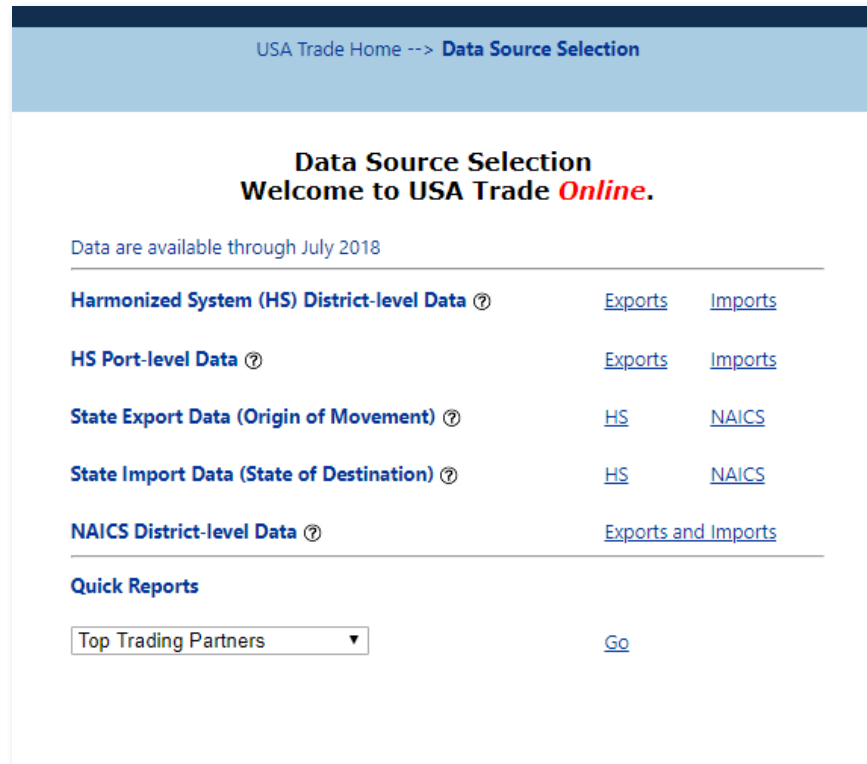 USA Trade Home --> Data Source Selection
Data Source Selection
Welcome to USA Trade Online.
Data are available through July 2018
Harmonized System (HS) District-level Data ? Exports Imports
HS Port-level Data ? Exports Imports
State Export Data (Origin of Movement) ? HS NAICS
State Import Data (State of Destination) ? HS NAICS
NAICS District-level Data ? Exports and Imports
Quick Reports
Top Trading Partners ▼ Go